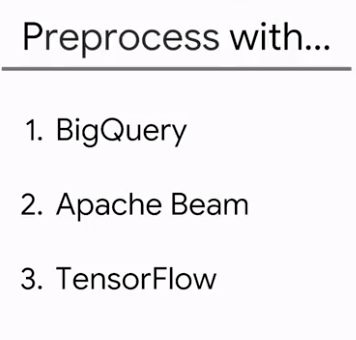 Preprocess with...
1. BigQuery
2. Apache Beam
3. TensorFlow